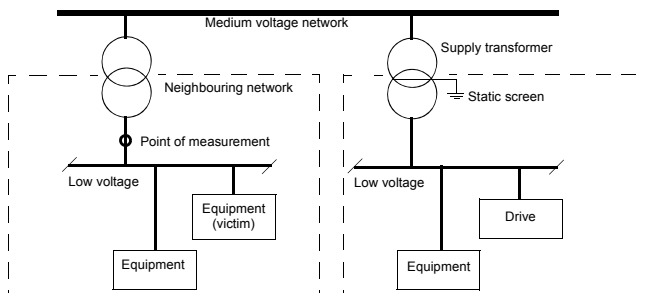 Medium voltage network
Supply transformer
Neighbouring network
Static screen
Point of measurement
Low voltage
Low voltage
Equipment
(victim)
Drive
Equipment
Equipment